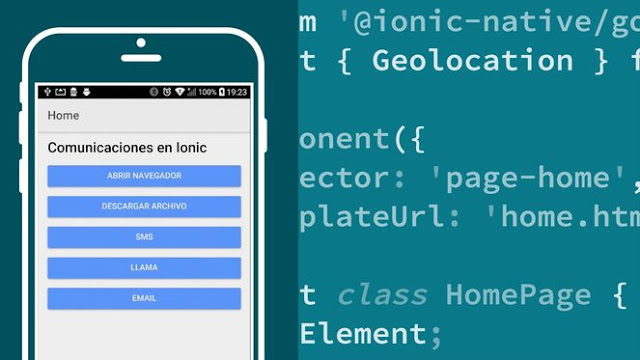 100% 19:23
Home
Comunicaciones en Ionic
ABRIR NAVEGADOR
DESCARGAR ARCHIVO
SMS
LLAMA
EMAIL
m '@ionic-native/go
t { Geolocation } f
onent({
ector: 'page-home',
plateUrl: 'home.htm
t class HomePage {
Element;